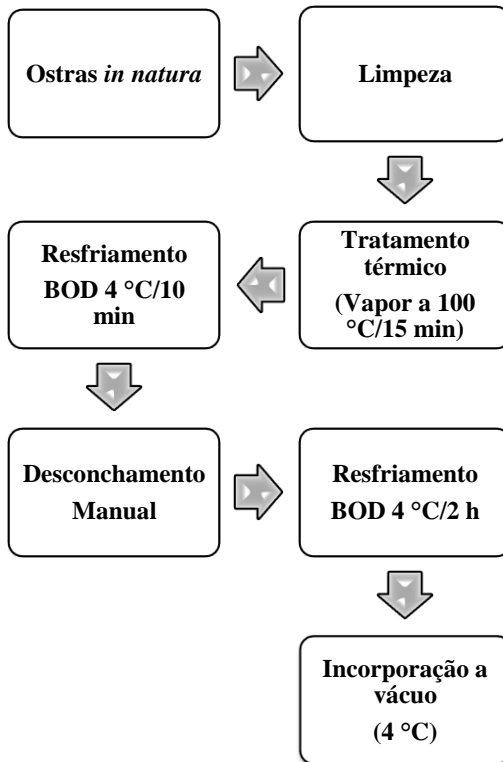 Ostras in natura
Limpeza
Tratamento
térmico
(Vapor a 100
°C/15 min)
Resfriamento
BOD 4 °C/10
min
Desconchamento
Manual
Resfriamento
BOD 4 °C/2 h
Incorporação a
vácuo
(4 °C)